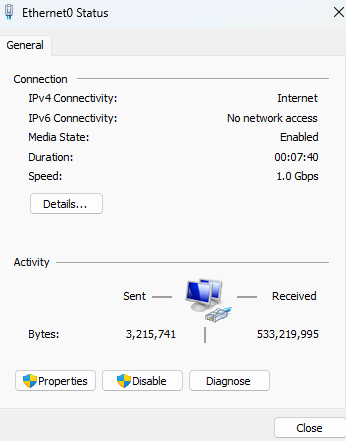 Ethernet0 Status
General
Connection
IPv4 Connectivity: Internet
IPv6 Connectivity: No network access
Media State: Enabled
Duration: 00:07:40
Speed: 1.0 Gbps
Details...
Activity
Sent Received
Bytes: 3,215,741 533,219,995
Properties Disable Diagnose
Close